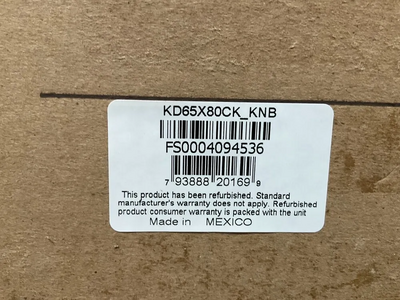 KD65X80CK_KNB
FS0004094536
7 93888 20169 9
This product has been refurbished. Standard
manufacturer's warranty does not apply. Refurbished
product consumer warranty is packed with the unit
Made in MEXICO